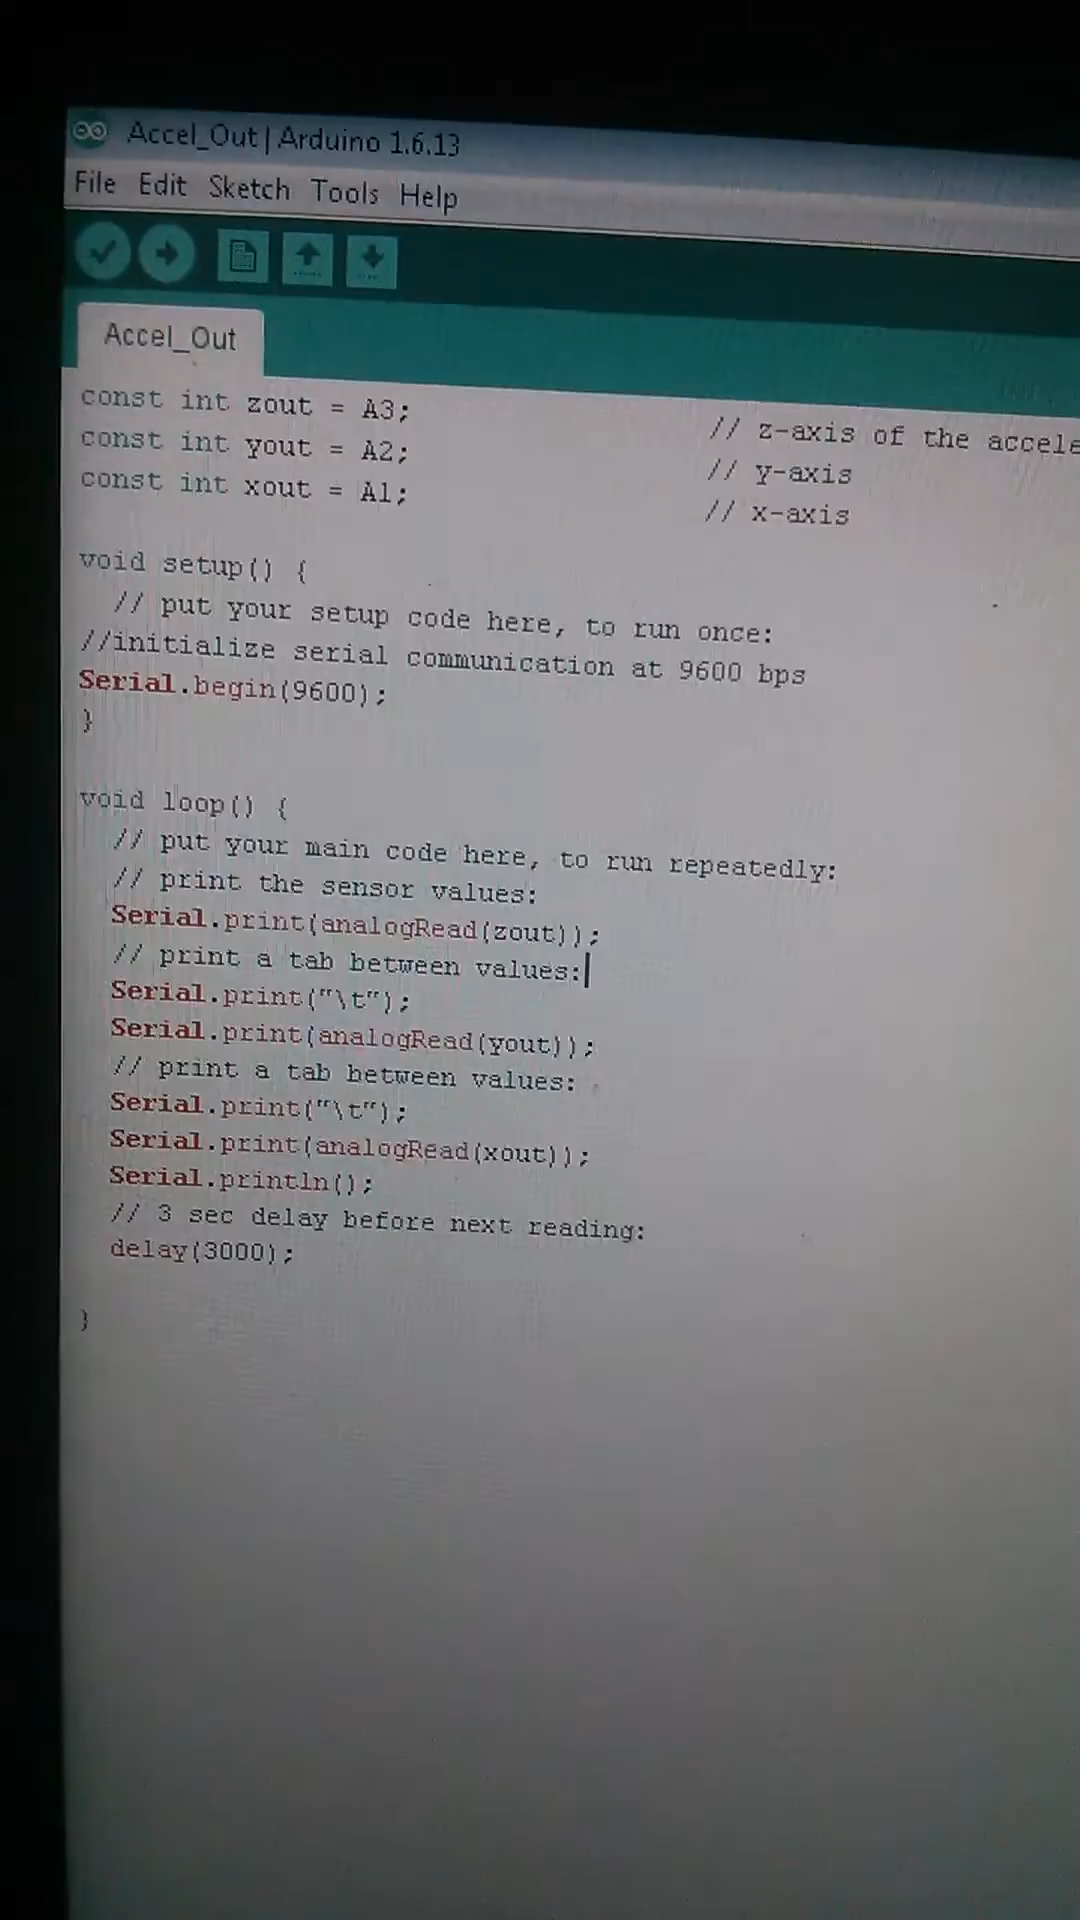 Accel_Out | Arduino 1.6.13
File Edit Sketch Tools Help
Accel_Out
const int zout = A3; // z-axis of the accele
const int yout = A2; // y-axis
const int xout = A1; // x-axis
void setup() {
// put your setup code here, to run once:
//initialize serial communication at 9600 bps
Serial.begin(9600);
}
void loop() {
// put your main code here, to run repeatedly:
// print the sensor values:
Serial.print(analogRead(zout));
// print a tab between values:
Serial.print("\t");
Serial.print(analogRead(yout));
// print a tab between values:
Serial.print("\t");
Serial.print(analogRead(xout));
Serial.println();
// 3 sec delay before next reading:
delay(3000);
}